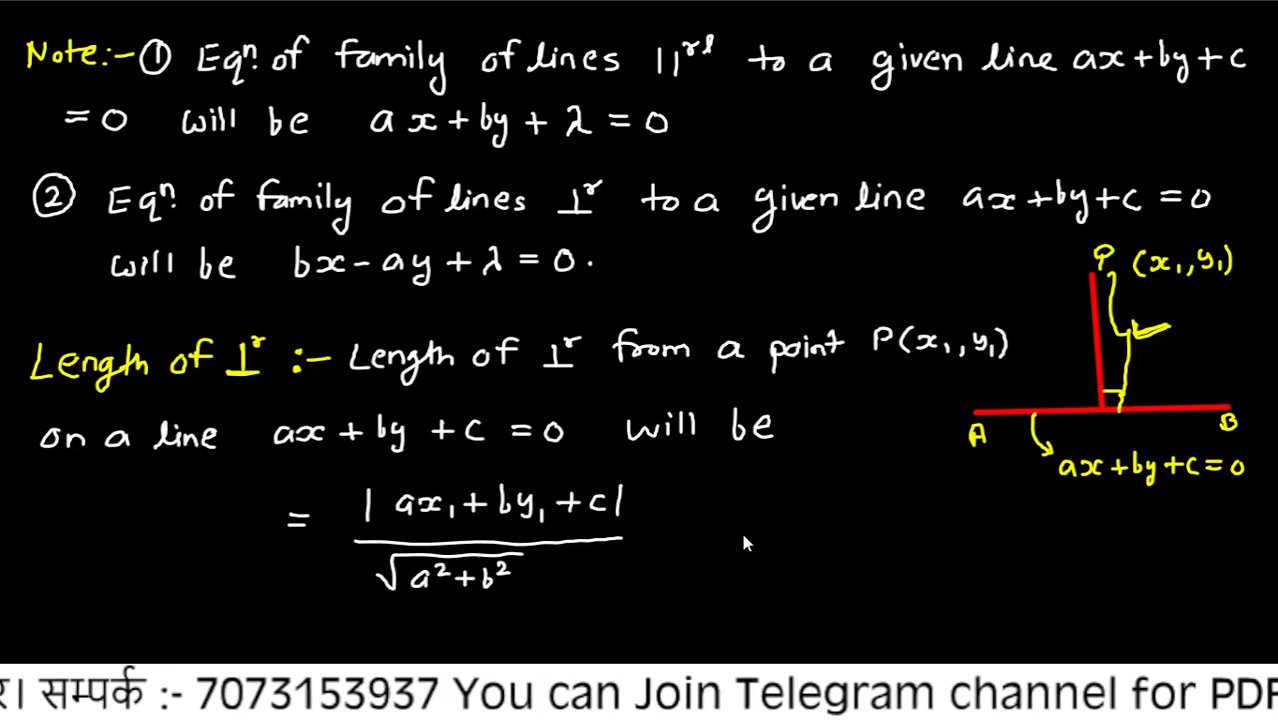 Note:- ① Eqⁿ. of family of lines ||ʳˡ to a given line ax+by+c
= 0 will be ax+by+λ=0
② Eqⁿ. of family of lines ⊥ʳ to a given line ax+by+c=0
will be bx-ay+λ=0.
P (x₁,y₁)
Length of ⊥ʳ :- Length of ⊥ʳ from a point P(x₁,y₁)
on a line ax+by+c=0 will be
A B
ax+by+c=0
= |ax₁+by₁+c|
√a²+b²
र। सम्पर्क :- 7073153937 You can Join Telegram channel for PDF